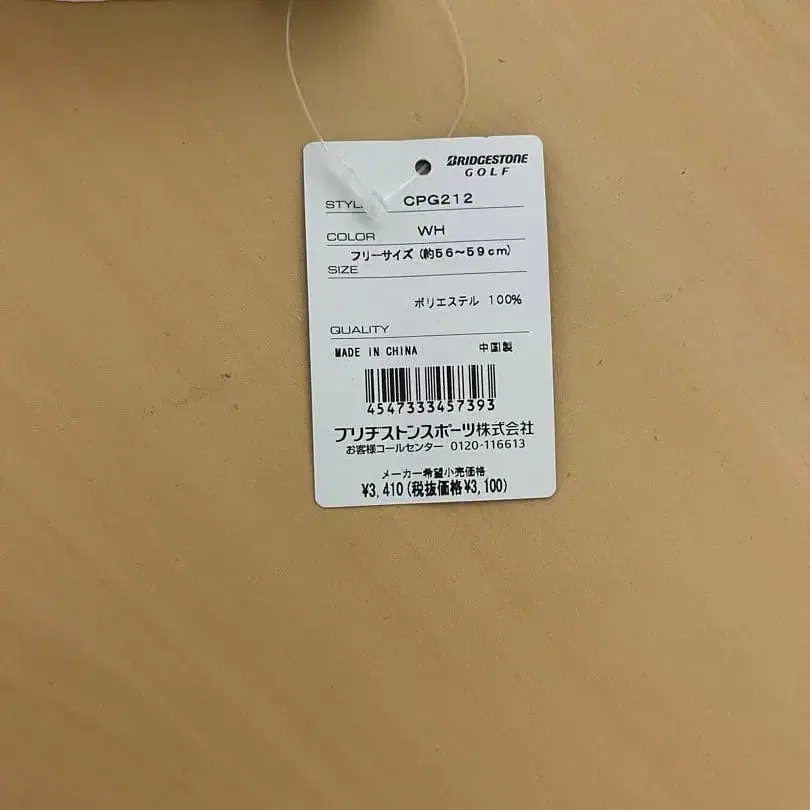 BRIDGESTONE
GOLF
CPG212
COLOR WH
フリーサイズ (約56~59cm)
SIZE
ポリエステル 100%
QUALITY
MADE IN CHINA 中国製
4547333457393
ブリヂストンスポーツ株式会社
お客様コールセンター 0120-116613
メーカー希望小売価格
¥3,410(税抜価格¥3,100)